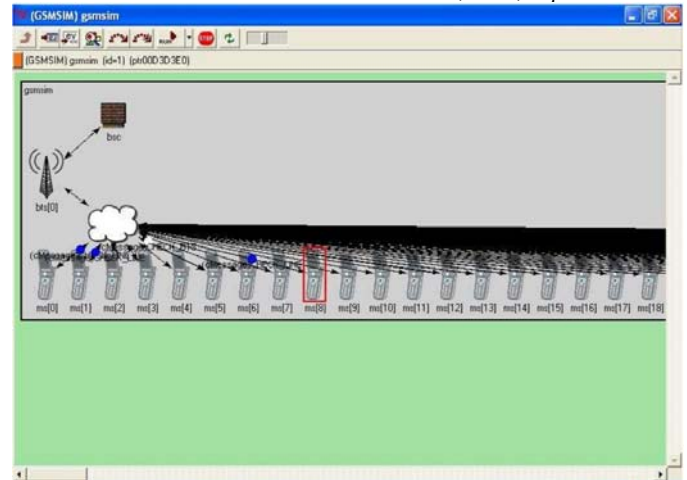 (GSMSIM) gsmsim
STOP
(GSMSIM) gsmsim (id=1) (ptr00D3D3E0)
gsmsim
bsc
bts[0]
ms[0] ms[1] ms[2] ms[3] ms[4] ms[5] ms[6] ms[7] ms[8] ms[9] ms[10] ms[11] ms[12] ms[13] ms[14] ms[15] ms[16] ms[17] ms[18]